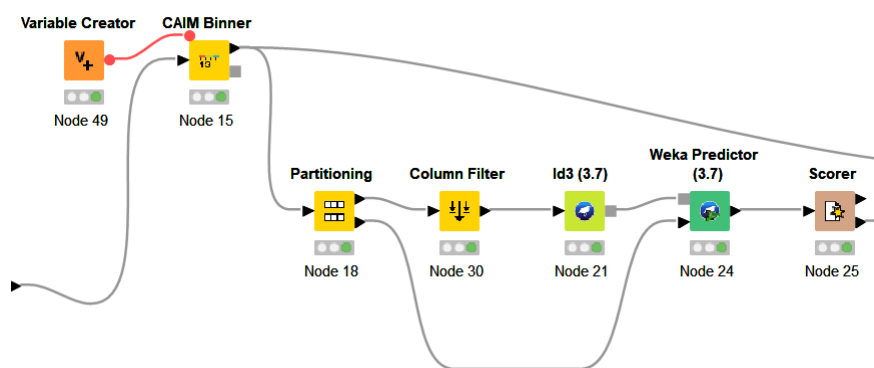 Variable Creator
CAIM Binner
V+
Node 49
Node 15
Partitioning
Column Filter
Id3 (3.7)
Weka Predictor
(3.7)
Scorer
Node 18
Node 30
Node 21
Node 24
Node 25